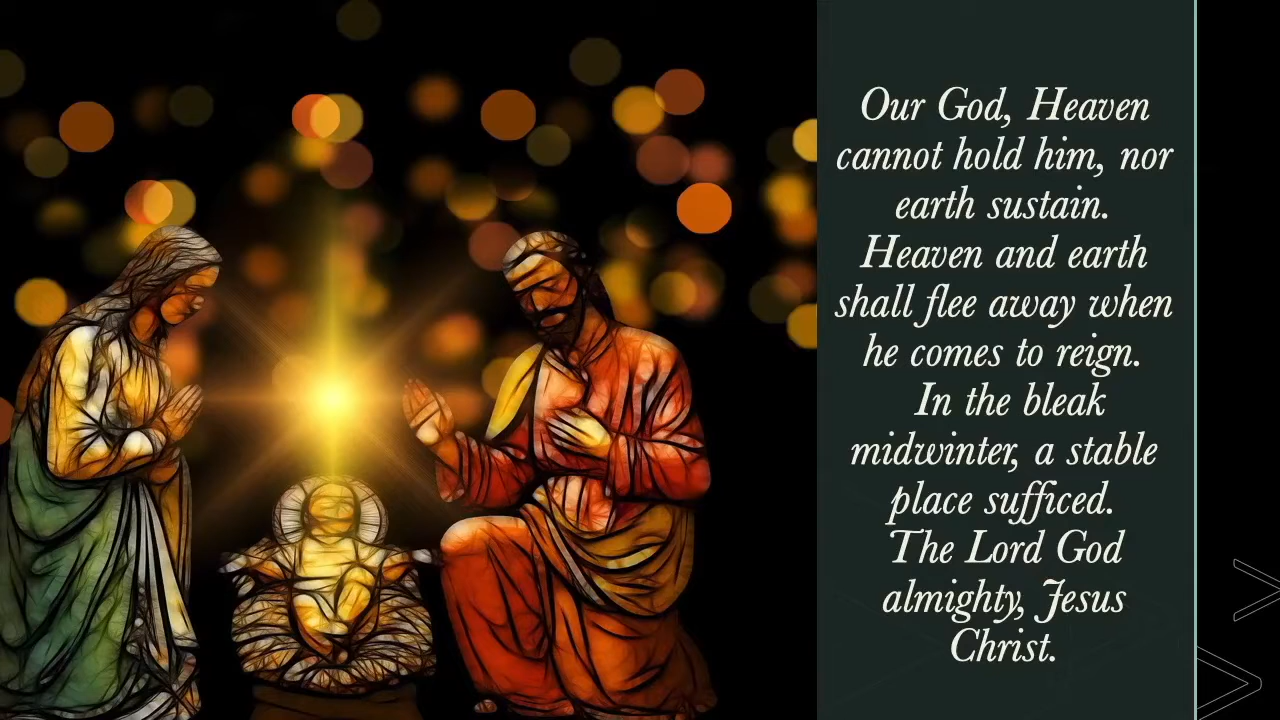 Our God, Heaven
cannot hold him, nor
earth sustain.
Heaven and earth
shall flee away when
he comes to reign.
In the bleak
midwinter, a stable
place sufficed.
The Lord God
almighty, Jesus
Christ.